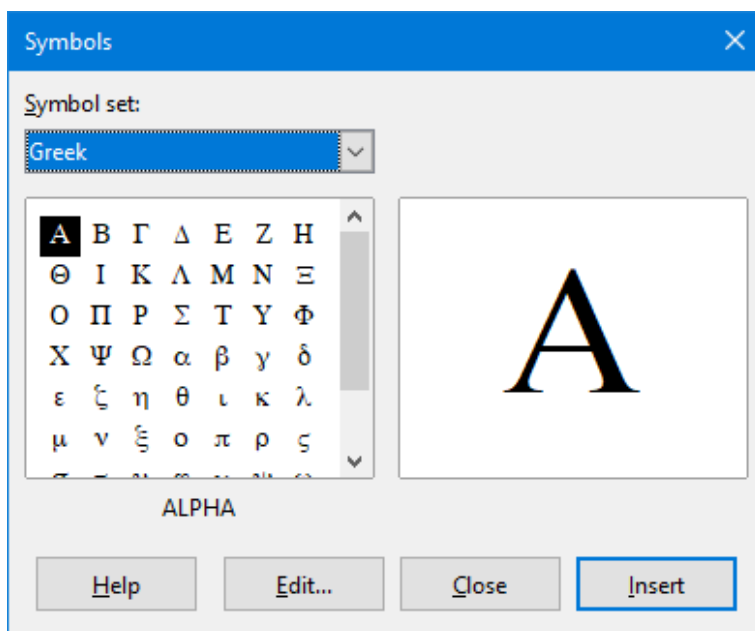 Symbols
Symbol set:
Greek
Α Β Γ Δ Ε Ζ Η
Θ Ι Κ Λ Μ Ν Ξ
Ο Π Ρ Σ Τ Υ Φ
Χ Ψ Ω α β γ δ
ε ζ η θ ι κ λ
μ ν ξ ο π ρ ς
Α
ALPHA
Help Edit... Close Insert